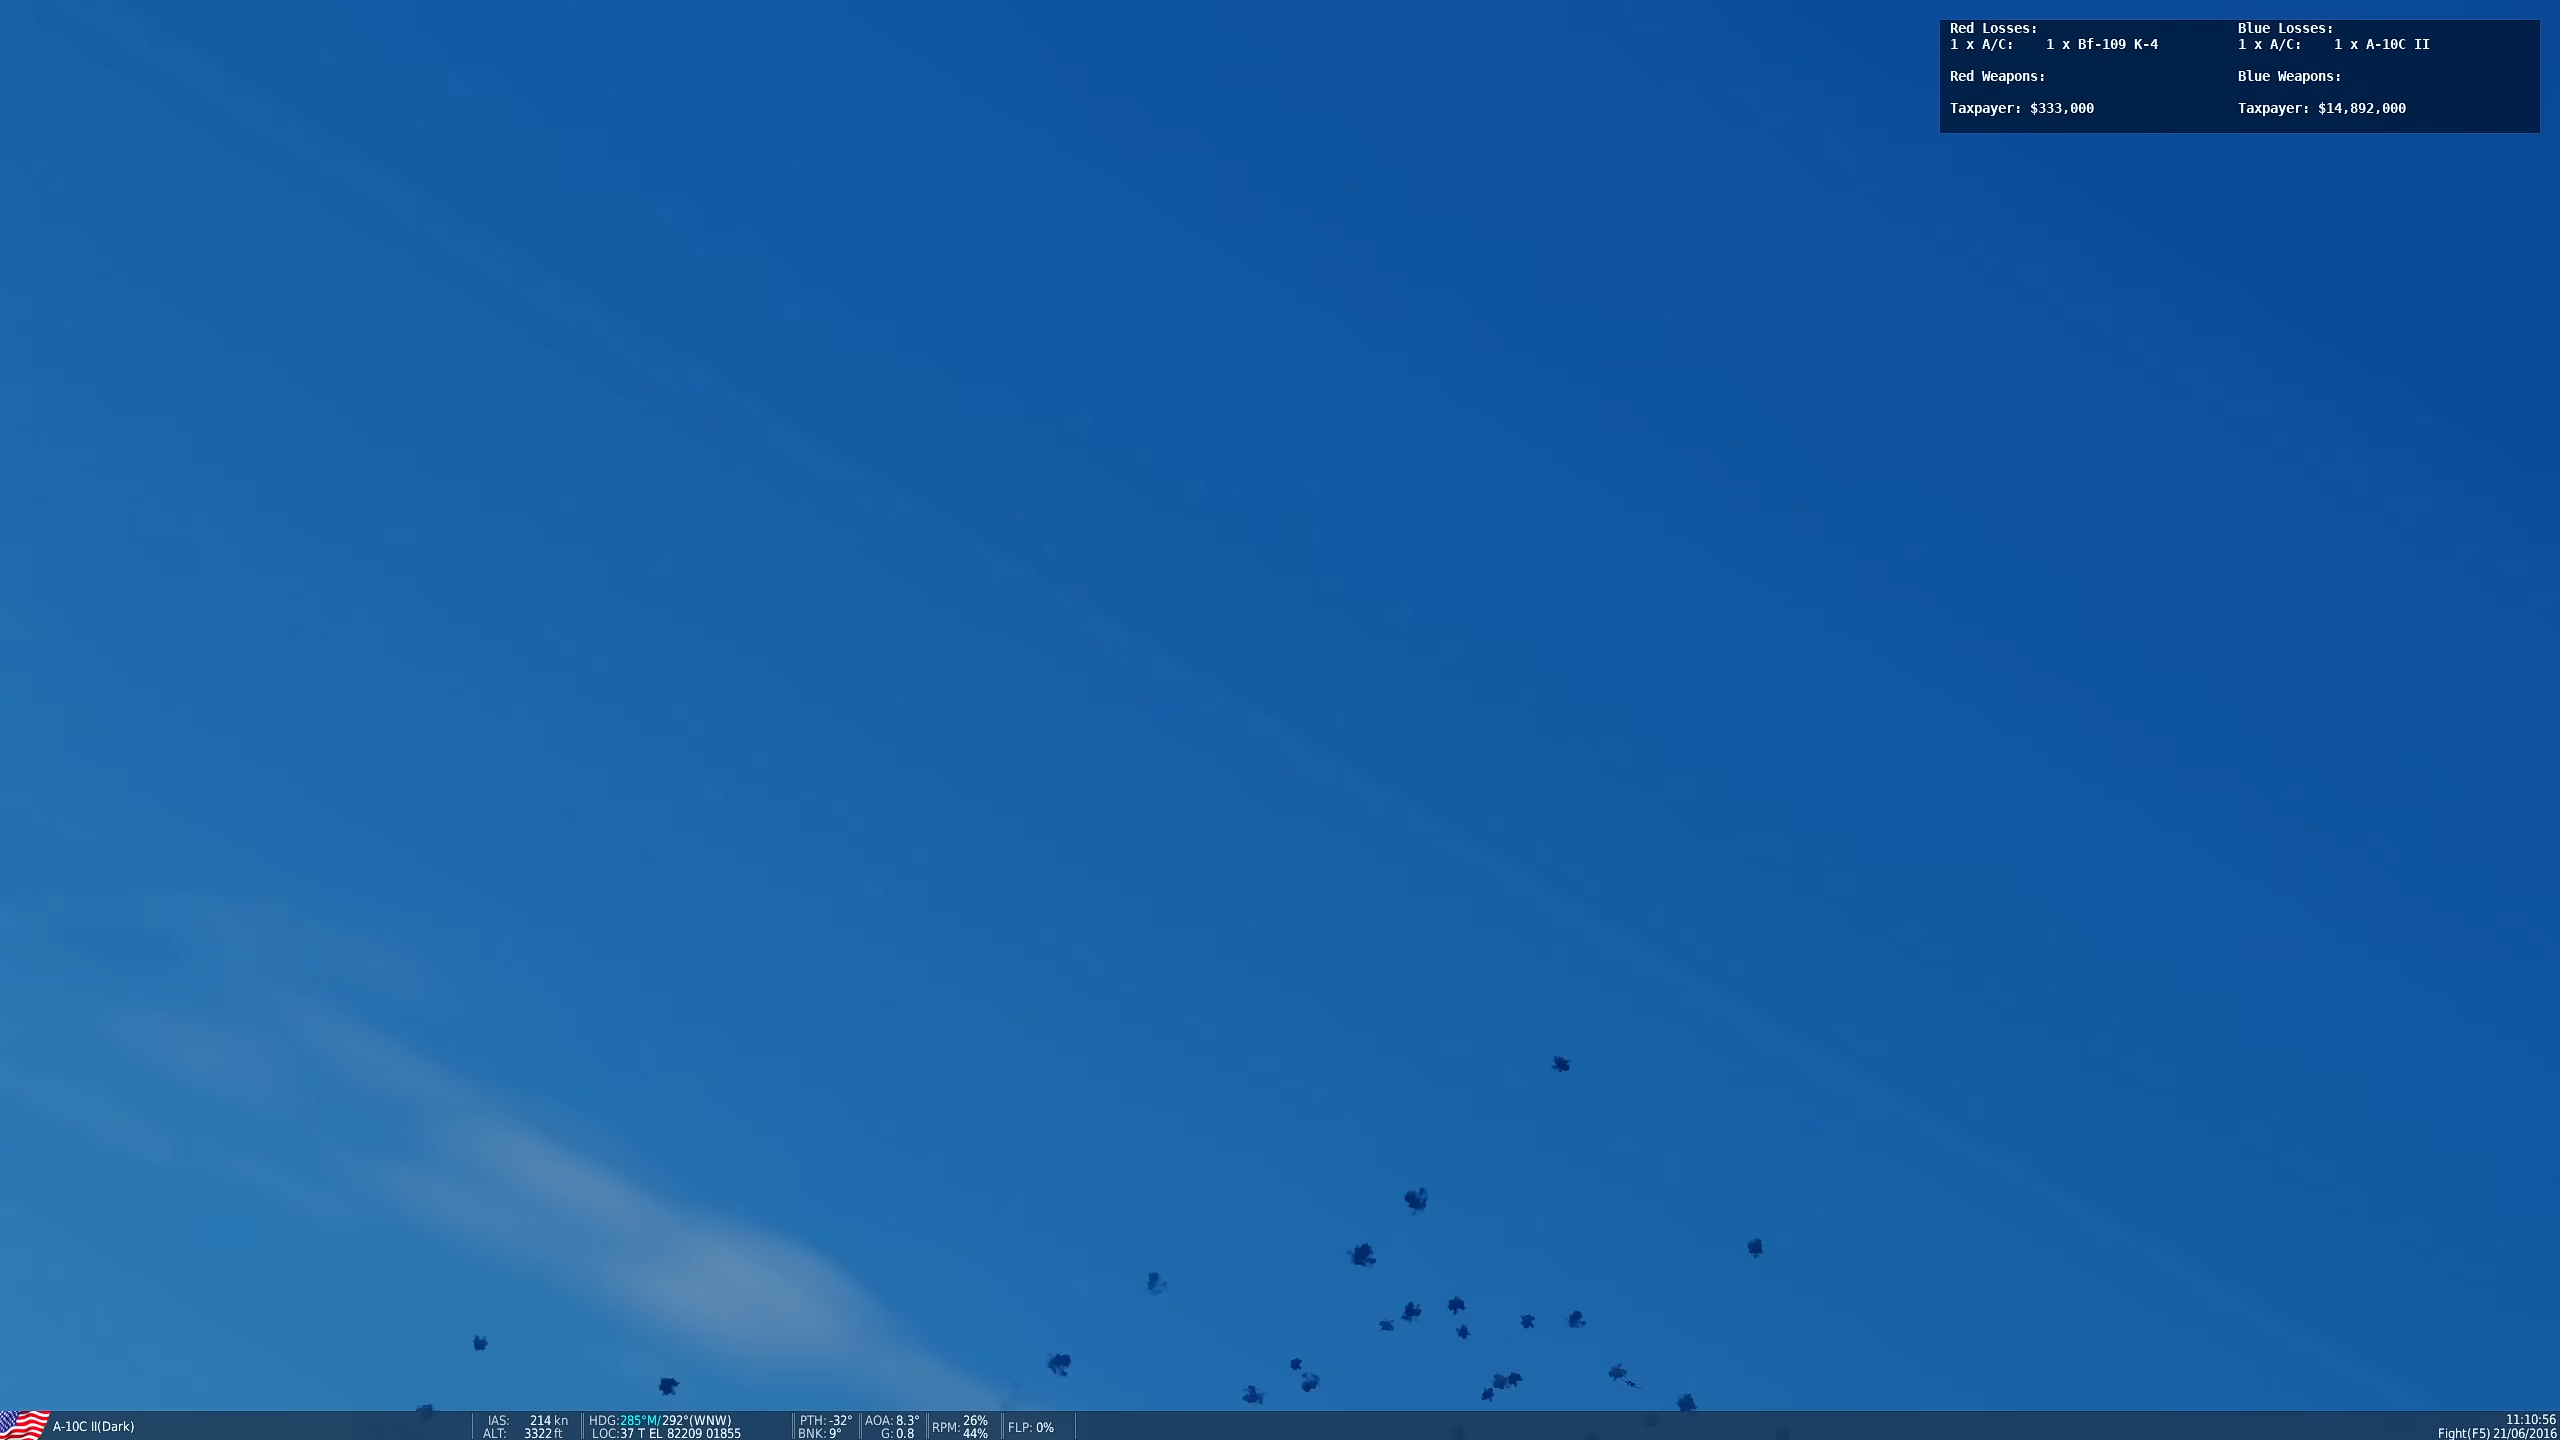 Red Losses: Blue Losses:
1 x A/C: 1 x Bf-109 K-4 1 x A/C: 1 x A-10C II
Red Weapons: Blue Weapons:
Taxpayer: $333,000 Taxpayer: $14,892,000
A-10C II(Dark)
IAS: 214 kn HDG:285°M/292°(WNW) PTH: -32° AOA: 8.3° RPM: 26% FLP: 0% 11:10:56
ALT: 3322 ft LOC:37 T EL 82209 01855 BNK: 9° G: 0.8 44% Fight(F5) 21/06/2016